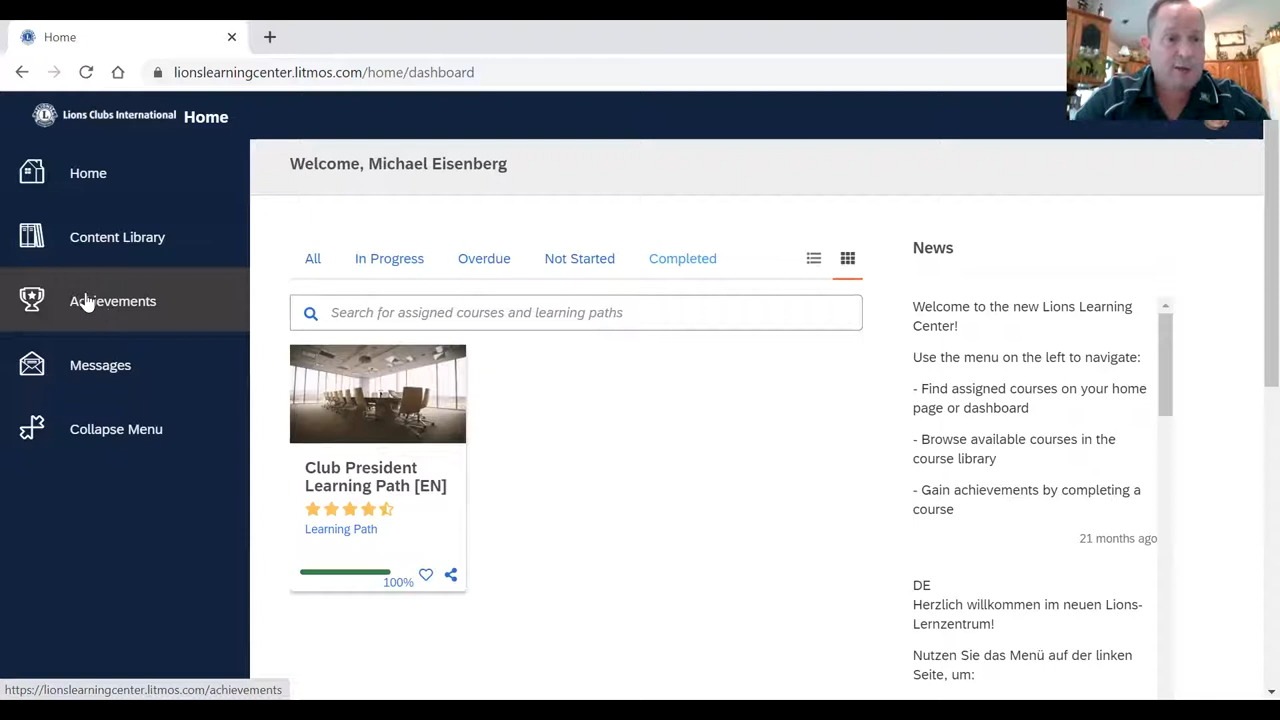 Home
lionslearningcenter.litmos.com/home/dashboard
L
Lions Clubs International
Home
Home
Content Library
Achievements
Messages
Collapse Menu
Welcome, Michael Eisenberg
All
In Progress
Overdue
Not Started
Completed
Search for assigned courses and learning paths
Club President
Learning Path [EN]
Learning Path
100%
News
Welcome to the new Lions Learning
Center!
Use the menu on the left to navigate:
- Find assigned courses on your home
page or dashboard
- Browse available courses in the
course library
- Gain achievements by completing a
course
21 months ago
DE
Herzlich willkommen im neuen Lions-
Lernzentrum!
Nutzen Sie das Menü auf der linken
Seite, um:
https://lionslearningcenter.litmos.com/achievements